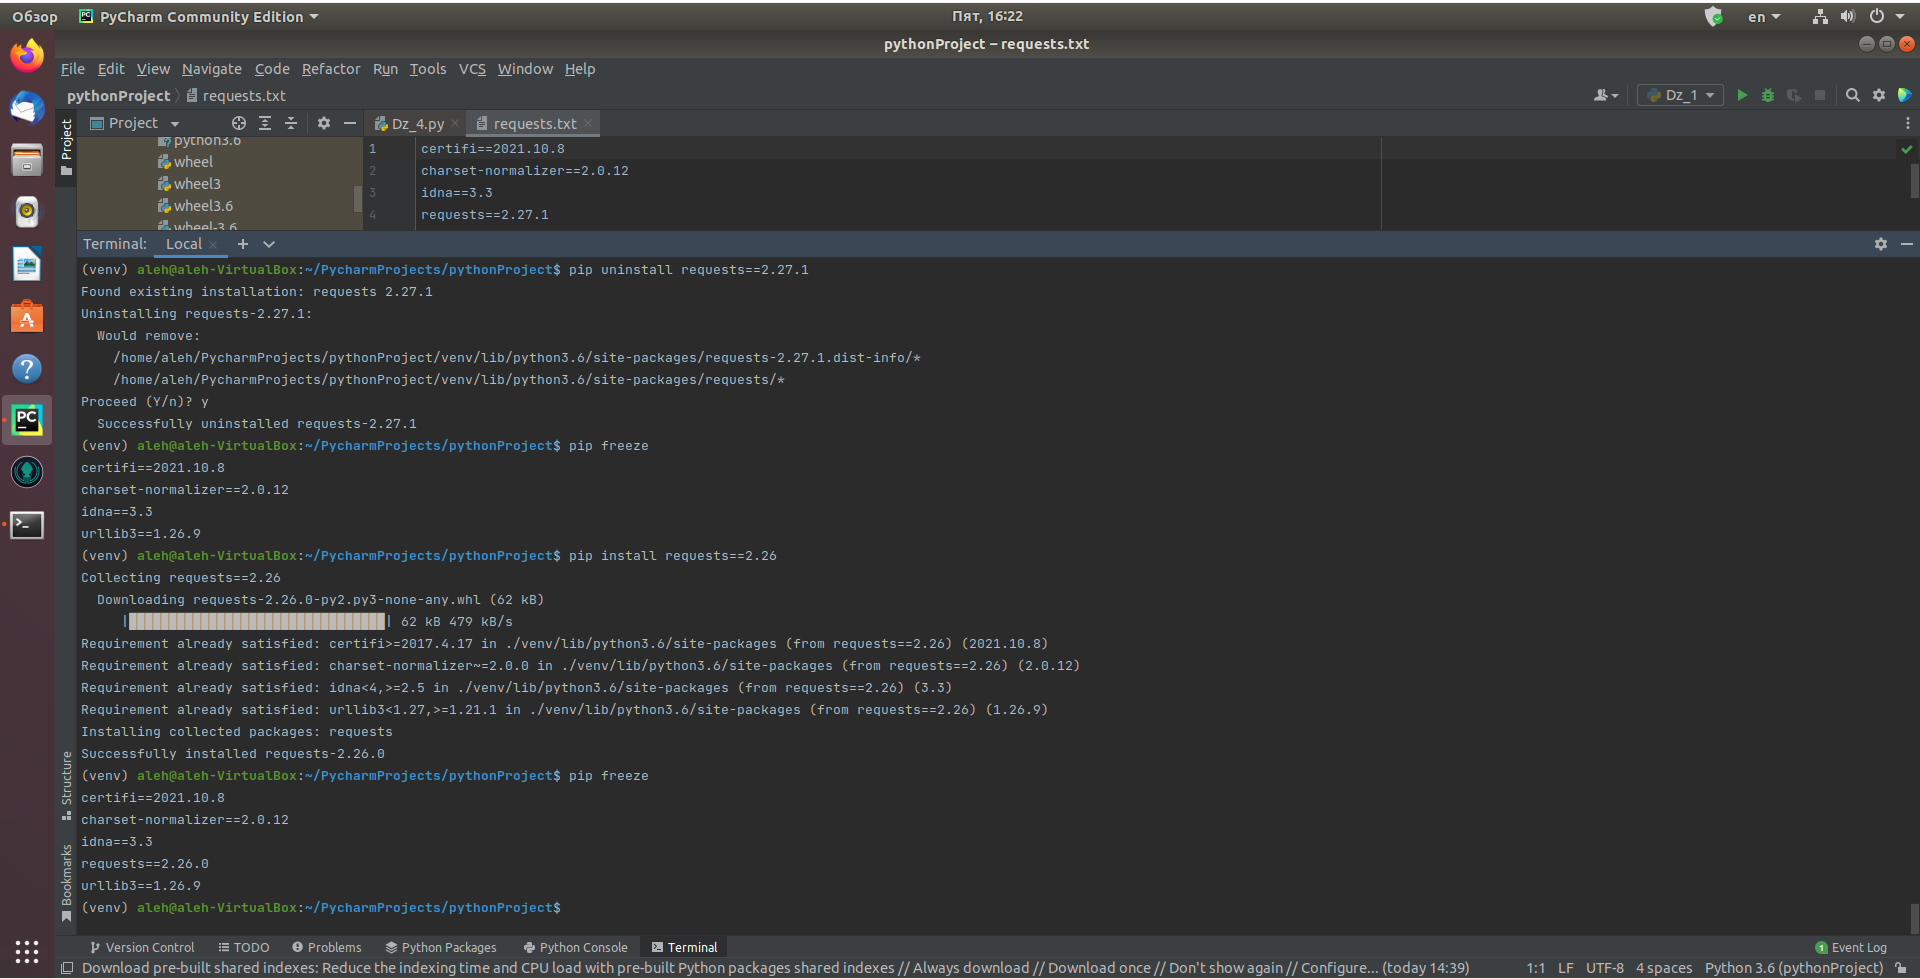 Обзор PyCharm Community Edition Пят, 16:22 en
pythonProject – requests.txt
File Edit View Navigate Code Refactor Run Tools VCS Window Help
pythonProject requests.txt Dz_1
Project Project Dz_4.py requests.txt
python3.6
wheel
wheel3
wheel3.6
wheel-3.6
1 certifi==2021.10.8
2 charset-normalizer==2.0.12
3 idna==3.3
4 requests==2.27.1
Terminal: Local
(venv) aleh@aleh-VirtualBox:~/PycharmProjects/pythonProject$ pip uninstall requests==2.27.1
Found existing installation: requests 2.27.1
Uninstalling requests-2.27.1:
Would remove:
/home/aleh/PycharmProjects/pythonProject/venv/lib/python3.6/site-packages/requests-2.27.1.dist-info/*
/home/aleh/PycharmProjects/pythonProject/venv/lib/python3.6/site-packages/requests/*
Proceed (Y/n)? y
Successfully uninstalled requests-2.27.1
(venv) aleh@aleh-VirtualBox:~/PycharmProjects/pythonProject$ pip freeze
certifi==2021.10.8
charset-normalizer==2.0.12
idna==3.3
urllib3==1.26.9
(venv) aleh@aleh-VirtualBox:~/PycharmProjects/pythonProject$ pip install requests==2.26
Collecting requests==2.26
Downloading requests-2.26.0-py2.py3-none-any.whl (62 kB)
| | 62 kB 479 kB/s
Requirement already satisfied: certifi>=2017.4.17 in ./venv/lib/python3.6/site-packages (from requests==2.26) (2021.10.8)
Requirement already satisfied: charset-normalizer~=2.0.0 in ./venv/lib/python3.6/site-packages (from requests==2.26) (2.0.12)
Requirement already satisfied: idna<4,>=2.5 in ./venv/lib/python3.6/site-packages (from requests==2.26) (3.3)
Requirement already satisfied: urllib3<1.27,>=1.21.1 in ./venv/lib/python3.6/site-packages (from requests==2.26) (1.26.9)
Installing collected packages: requests
Successfully installed requests-2.26.0
(venv) aleh@aleh-VirtualBox:~/PycharmProjects/pythonProject$ pip freeze
certifi==2021.10.8
charset-normalizer==2.0.12
idna==3.3
requests==2.26.0
urllib3==1.26.9
(venv) aleh@aleh-VirtualBox:~/PycharmProjects/pythonProject$
Structure
Bookmarks
Version Control TODO Problems Python Packages Python Console Terminal 1 Event Log
Download pre-built shared indexes: Reduce the indexing time and CPU load with pre-built Python packages shared indexes // Always download // Download once // Don't show again // Configure... (today 14:39) 1:1 LF UTF-8 4 spaces Python 3.6 (pythonProject)